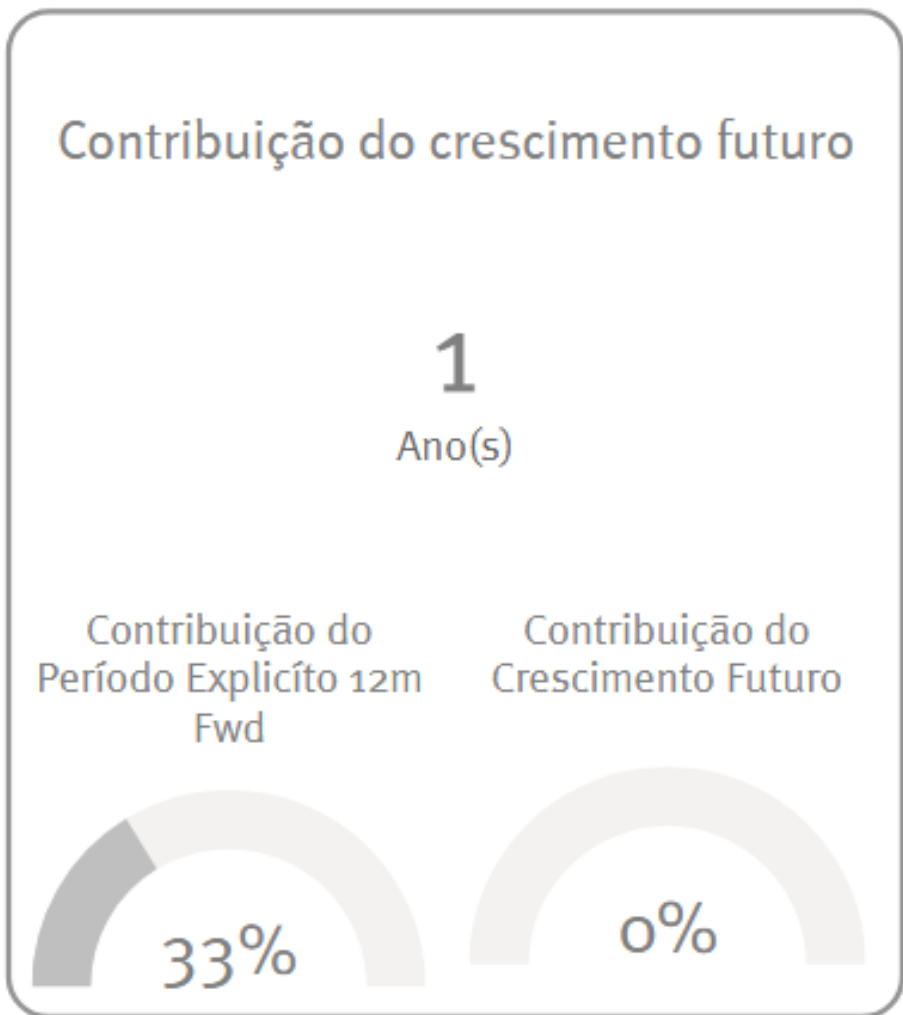 Contribuição do crescimento futuro
1
Ano(s)
Contribuição do
Período Explicíto 12m
Fwd
Contribuição do
Crescimento Futuro
33%
0%